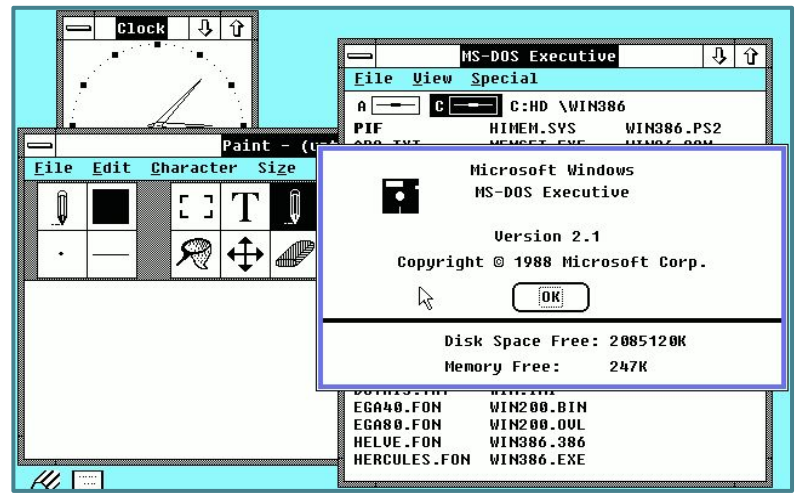 Clock
MS-DOS Executive
File View Special
A C C:HD \WIN386
PIF HIMEM.SYS WIN386.PS2
Paint -
File Edit Character Size
T
Microsoft Windows
MS-DOS Executive
Version 2.1
Copyright © 1988 Microsoft Corp.
OK
Disk Space Free: 2085120K
Memory Free: 247K
EGA40.FON WIN200.BIN
EGA80.FON WIN200.OVL
HELVE.FON WIN386.386
HERCULES.FON WIN386.EXE